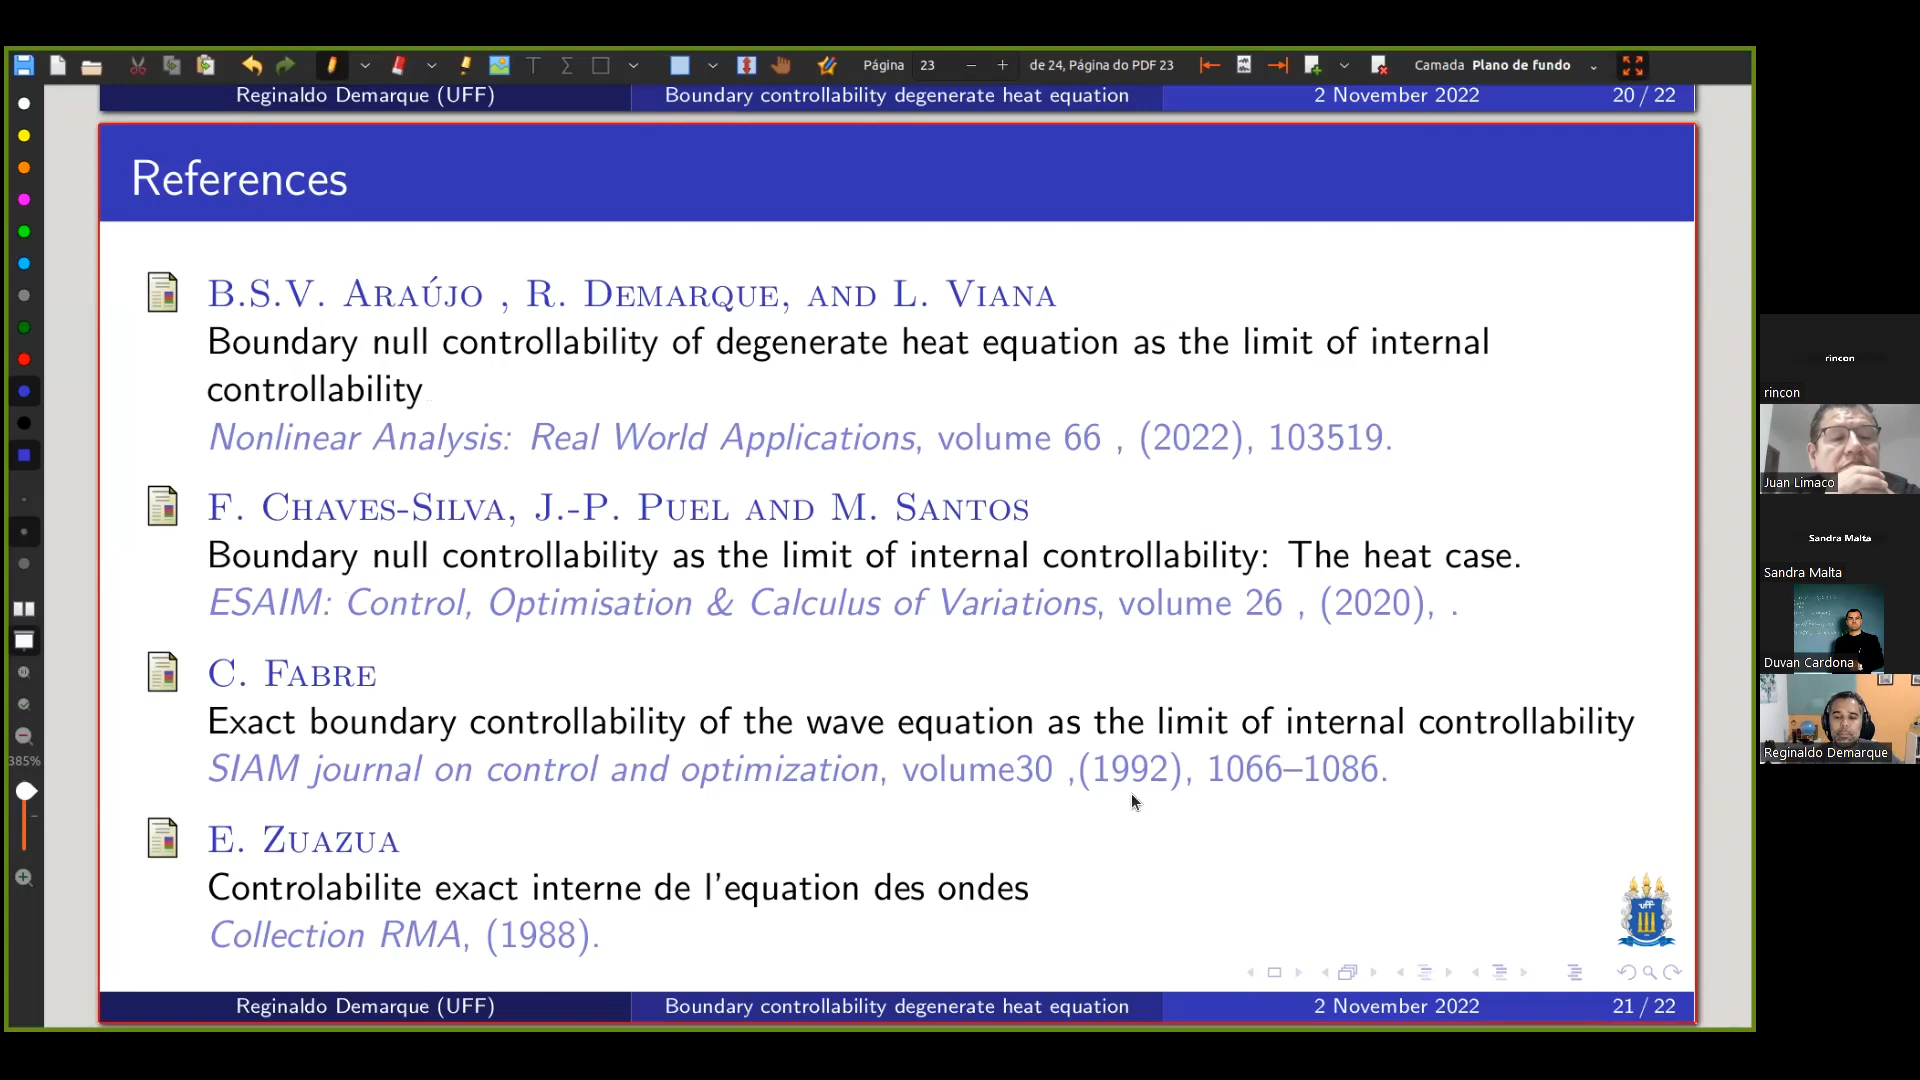 Página 23 de 24, Página do PDF 23 Camada Plano de fundo
Reginaldo Demarque (UFF) Boundary controllability degenerate heat equation 2 November 2022 20 / 22
References
B.S.V. Araújo , R. Demarque, and L. Viana
Boundary null controllability of degenerate heat equation as the limit of internal
controllability
Nonlinear Analysis: Real World Applications, volume 66 , (2022), 103519.
F. Chaves-Silva, J.-P. Puel and M. Santos
Boundary null controllability as the limit of internal controllability: The heat case.
ESAIM: Control, Optimisation & Calculus of Variations, volume 26 , (2020), .
C. Fabre
Exact boundary controllability of the wave equation as the limit of internal controllability
SIAM journal on control and optimization, volume30 ,(1992), 1066–1086.
E. Zuazua
Controlabilite exact interne de l'equation des ondes
Collection RMA, (1988).
uff
Reginaldo Demarque (UFF) Boundary controllability degenerate heat equation 2 November 2022 21 / 22
385%
rincon
rincon
Juan Limaco
Sandra Malta
Sandra Malta
Duvan Cardona
Reginaldo Demarque